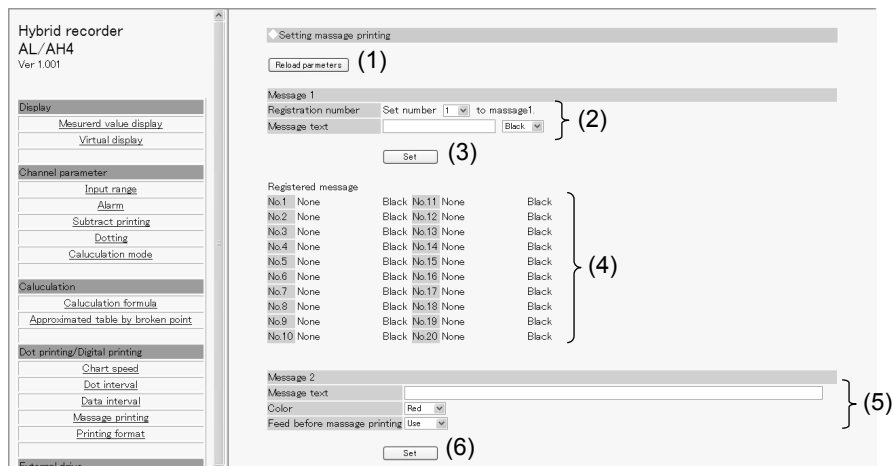 Hybrid recorder
AL/AH4
Ver 1.001
Display
Mesurerd value display
Virtual display
Channel parameter
Input range
Alarm
Subtract printing
Dotting
Caluculation mode
Caluculation
Caluculation formula
Approximated table by broken point
Dot printing/Digital printing
Chart speed
Dot interval
Data interval
Massage printing
Printing format
External drive
Setting massage printing
Reload parmeters (1)
Message 1
Registration number Set number 1 to massage1.
Message text Black
(2)
Set (3)
Registered message
No.1 None Black No.11 None Black
No.2 None Black No.12 None Black
No.3 None Black No.13 None Black
No.4 None Black No.14 None Black
No.5 None Black No.15 None Black
No.6 None Black No.16 None Black
No.7 None Black No.17 None Black
No.8 None Black No.18 None Black
No.9 None Black No.19 None Black
No.10 None Black No.20 None Black
(4)
Message 2
Message text
Color Red
Feed before massage printing Use
(5)
Set (6)